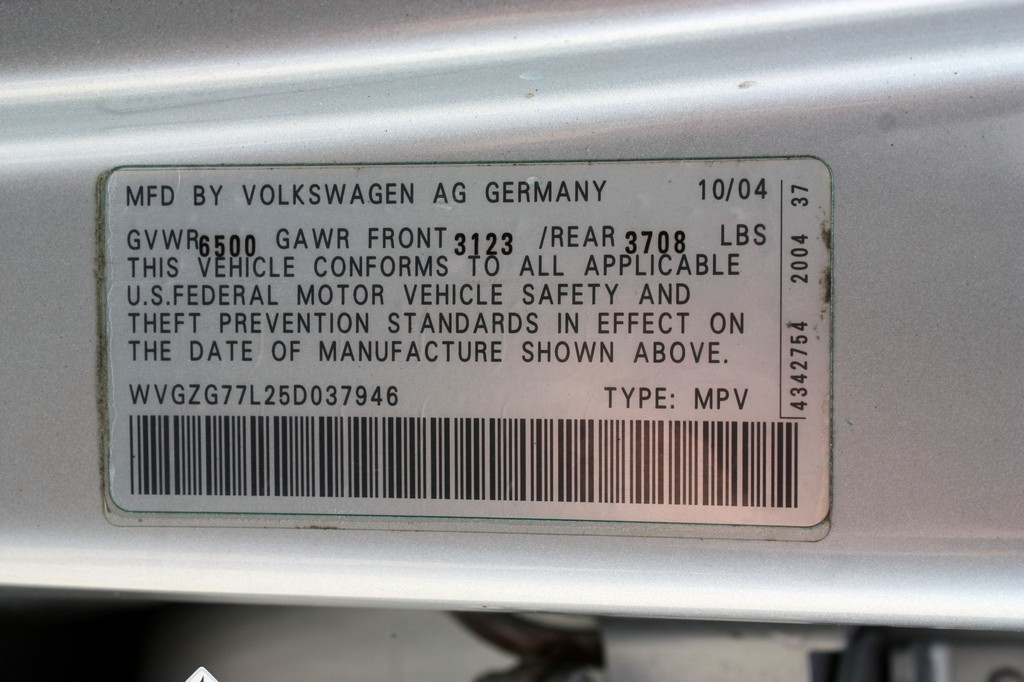 MFD BY VOLKSWAGEN AG GERMANY 10/04
GVWR 6500 GAWR FRONT 3123 /REAR 3708 LBS
THIS VEHICLE CONFORMS TO ALL APPLICABLE
U.S.FEDERAL MOTOR VEHICLE SAFETY AND
THEFT PREVENTION STANDARDS IN EFFECT ON
THE DATE OF MANUFACTURE SHOWN ABOVE.
WVGZG77L25D037946 TYPE: MPV
4342754 2004 37